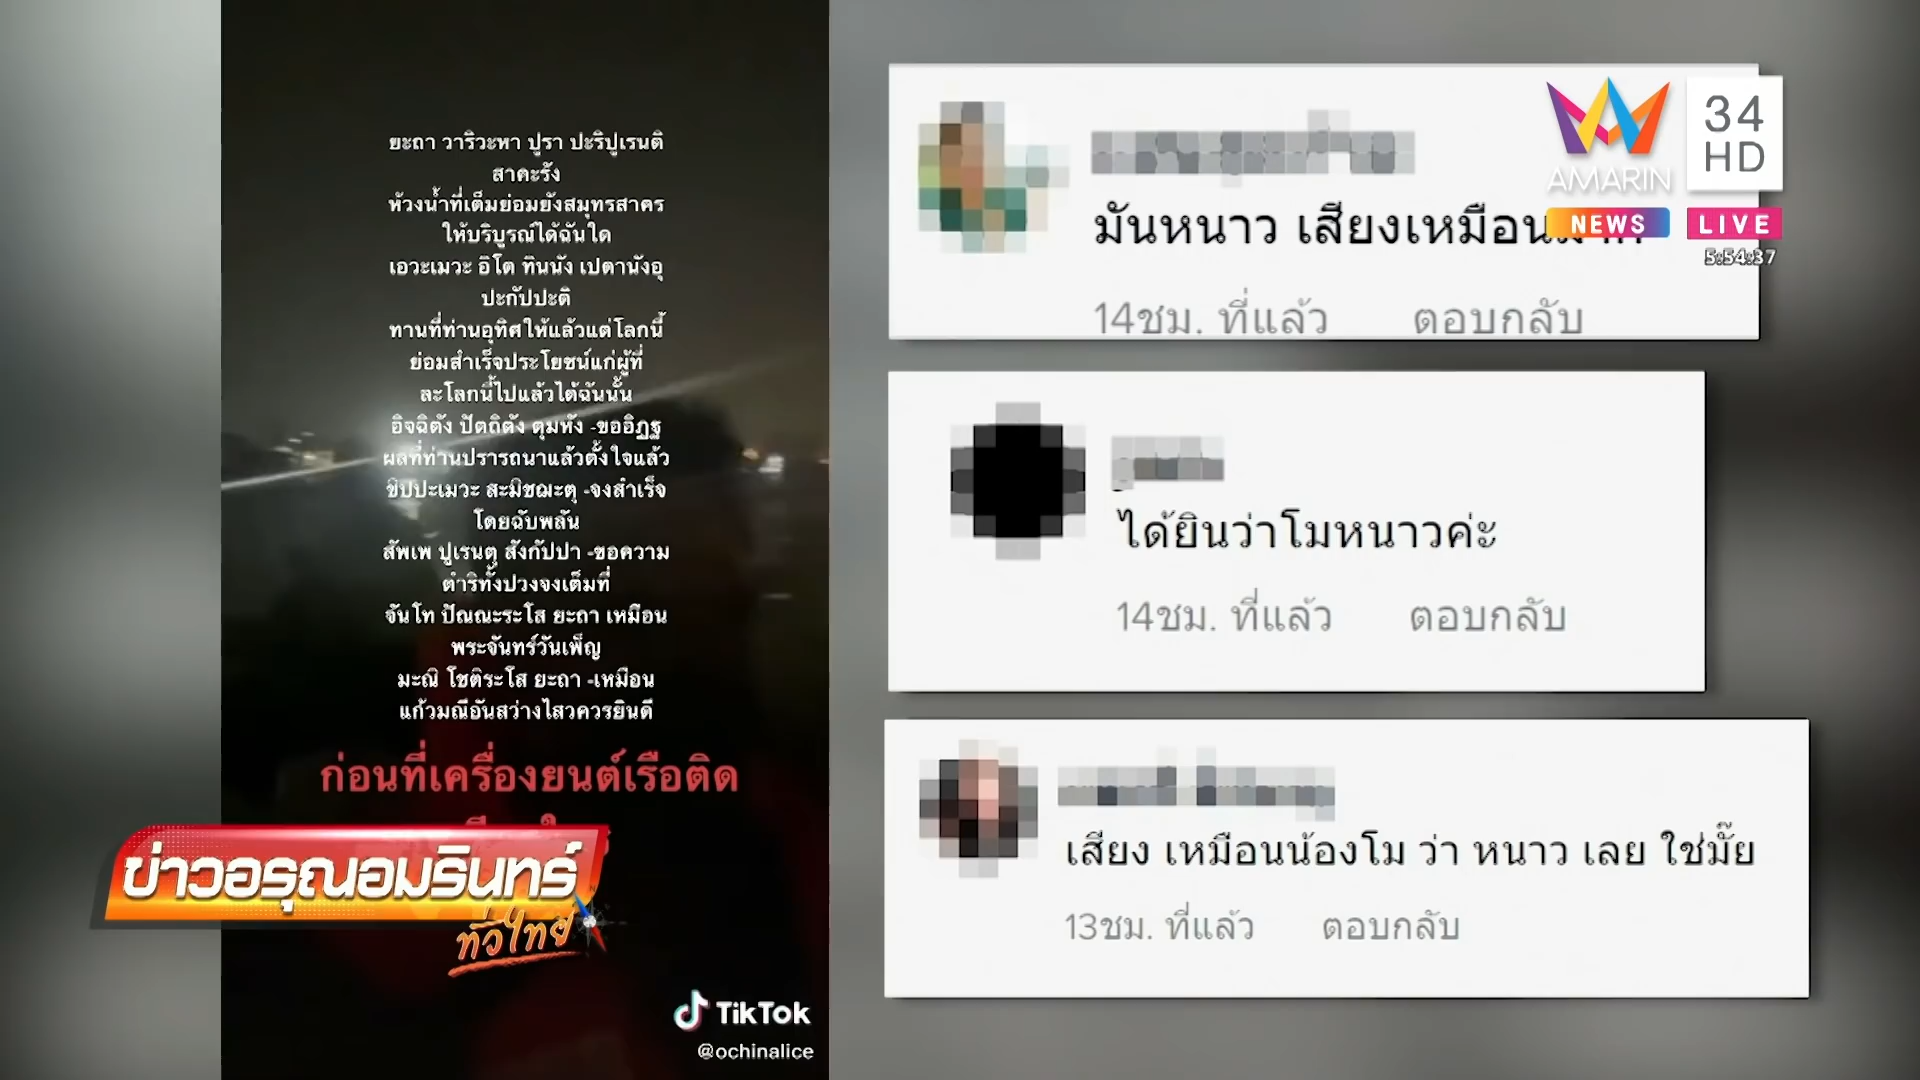 ยะถา วาริวะหา ปูรา ปะริปูเรนติ
สาคะรัง
ห้วงน้ำที่เต็มย่อมยังสมุทรสาคร
ให้บริบูรณ์ได้ฉันใด
เอวะเมวะ อิโต ทินนัง เปตานังอุ
ปะกัปปะติ
ทานที่ท่านอุทิศให้แล้วแต่โลกนี้
ย่อมสำเร็จประโยชน์แก่ผู้ที่
ละโลกนี้ไปแล้วได้ฉันนั้น
อิจฉิตัง ปัตถิตัง ตุมหัง -ขออิฏฐ
ผลที่ท่านปรารถนาแล้วตั้งใจแล้ว
ขิปปะเมวะ สะมิชฌะตุ -จงสำเร็จ
โดยฉับพลัน
สัพเพ ปูเรนตุ สังกัปปา -ขอความ
ดำริทั้งปวงจงเต็มที่
จันโท ปัณณะระโส ยะถา เหมือน
พระจันทร์วันเพ็ญ
มะณิ โชติระโส ยะถา -เหมือน
แก้วมณีอันสว่างไสวควรยินดี
ก่อนที่เครื่องยนต์เรือติด
ข่าวอรุณอมรินทร์
ทั่วไทย
TikTok
@ochinalice
มันหนาว เสียงเหมือน
14ชม. ที่แล้ว ตอบกลับ
ได้ยินว่าโมหนาวค่ะ
14ชม. ที่แล้ว ตอบกลับ
เสียง เหมือนน้องโม ว่า หนาว เลย ใช่มั๊ย
13ชม. ที่แล้ว ตอบกลับ
AMARIN
NEWS
34
HD
LIVE
5:54:37